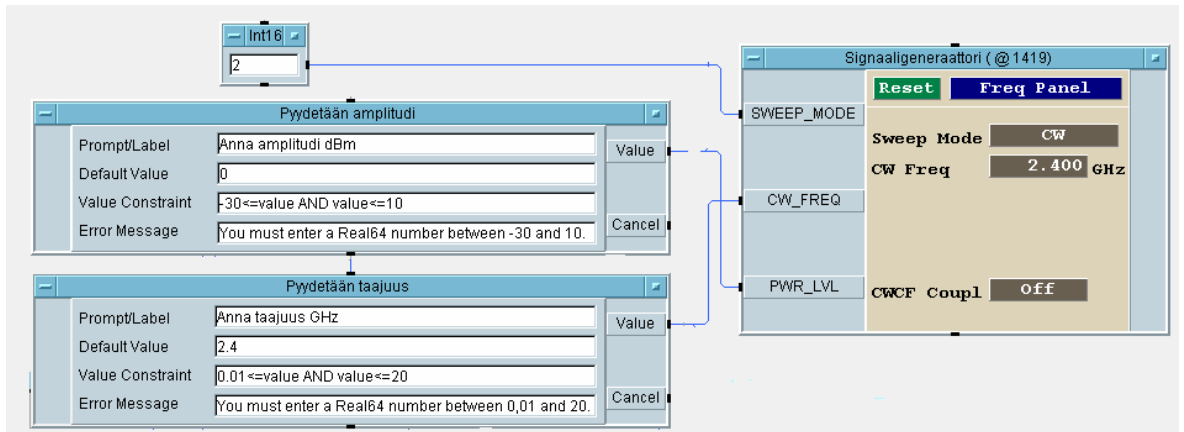 Int16
2
Pyydetään amplitudi
Prompt/Label
Anna amplitudi dBm
Default Value
0
Value Constraint
-30<=value AND value<=10
Error Message
You must enter a Real64 number between -30 and 10.
Value
Cancel
Pyydetään taajuus
Prompt/Label
Anna taajuus GHz
Default Value
2.4
Value Constraint
0.01<=value AND value<=20
Error Message
You must enter a Real64 number between 0,01 and 20.
Value
Cancel
Signaaligeneraattori ( @ 1419)
SWEEP_MODE
CW_FREQ
PWR_LVL
Reset
Freq Panel
Sweep Mode CW
CW Freq 2.400 GHz
CWCF Coupl Off